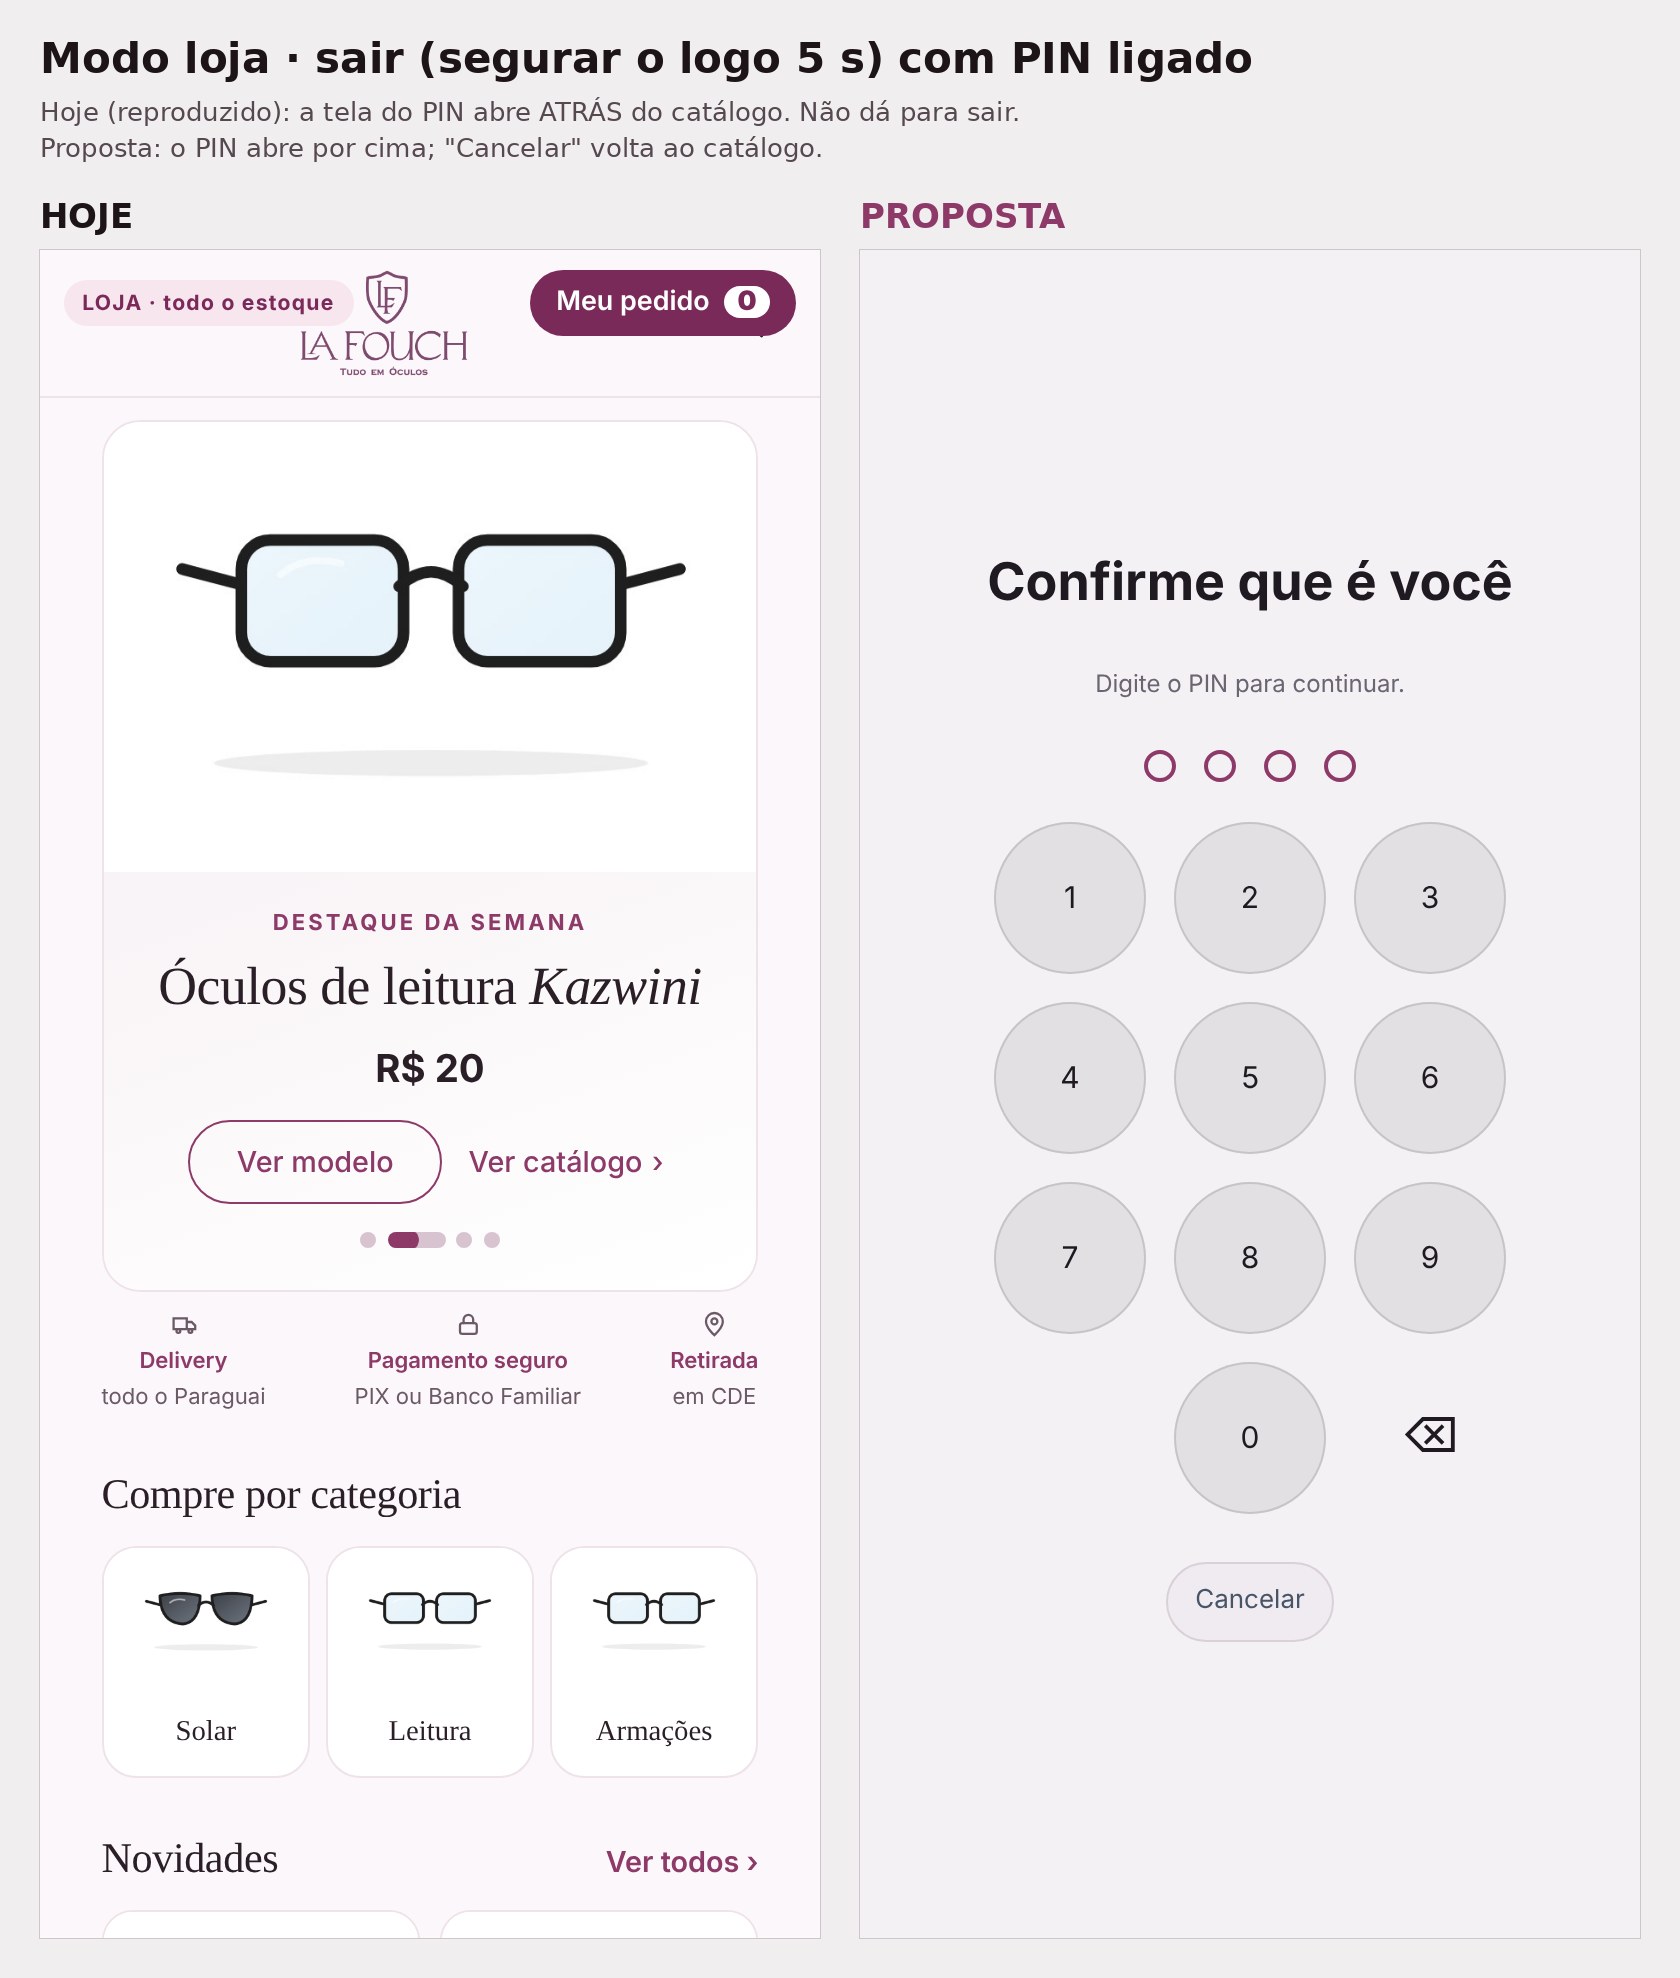 Modo loja · sair (segurar o logo 5 s) com PIN ligado
Hoje (reproduzido): a tela do PIN abre ATRÁS do catálogo. Não dá para sair.
Proposta: o PIN abre por cima; "Cancelar" volta ao catálogo.
HOJE
LOJA · todo o estoque
LF
LA FOUCH
TUDO EM ÓCULOS
Meu pedido 0
DESTAQUE DA SEMANA
Óculos de leitura Kazwini
R$ 20
Ver modelo
Ver catálogo ›
Delivery
todo o Paraguai
Pagamento seguro
PIX ou Banco Familiar
Retirada
em CDE
Compre por categoria
Solar
Leitura
Armações
Novidades
Ver todos ›
PROPOSTA
Confirme que é você
Digite o PIN para continuar.
1 2 3
4 5 6
7 8 9
0
Cancelar